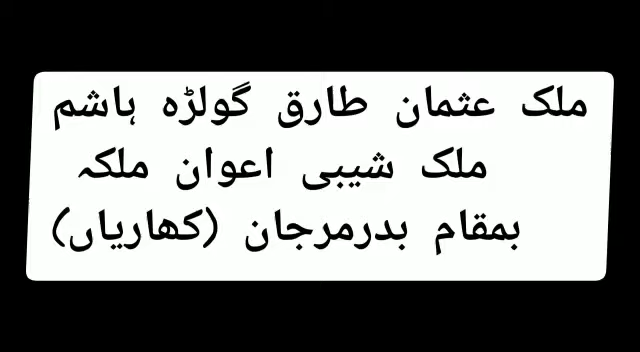 ملک عثمان طارق گولڑہ ہاشم
ملک شیبی اعوان ملکہ
بمقام بدرمرجان (کھاریاں)